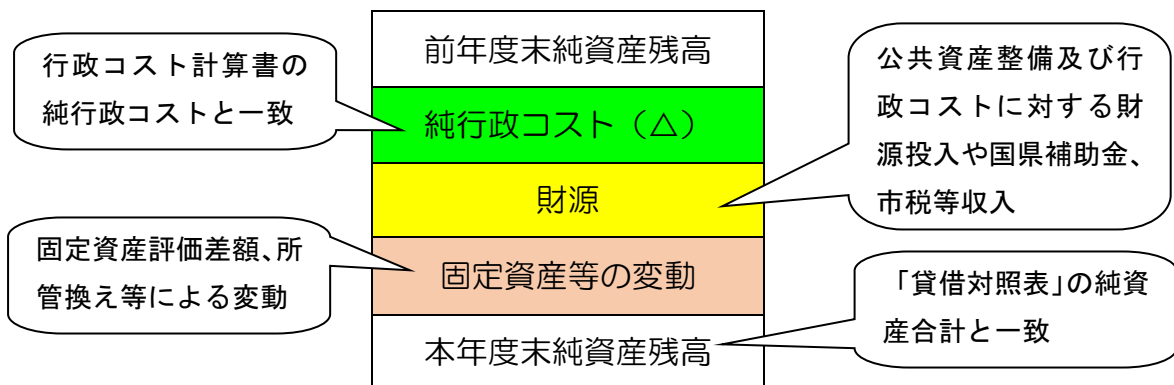 前年度末純資産残高
行政コスト計算書の
純行政コストと一致
純行政コスト（△）
公共資産整備及び行
政コストに対する財
源投入や国県補助金、
市税等収入
財源
固定資産評価差額、所
管換え等による変動
固定資産等の変動
「貸借対照表」の純資
産合計と一致
本年度末純資産残高